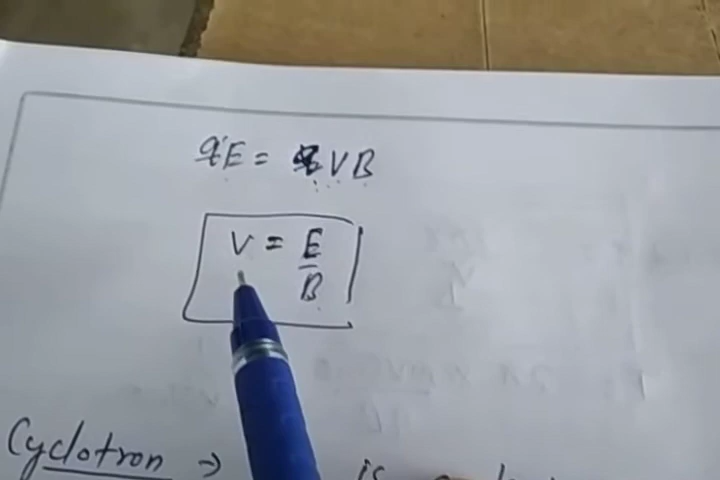 qE = qVB
V = E/B
Cyclotron → is